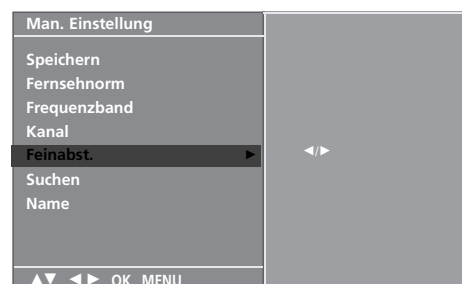 Man. Einstellung
Speichern
Fernsehnorm
Frequenzband
Kanal
Feinabst. ►
◄/►
Suchen
Name
▲▼ ◄► OK MENU